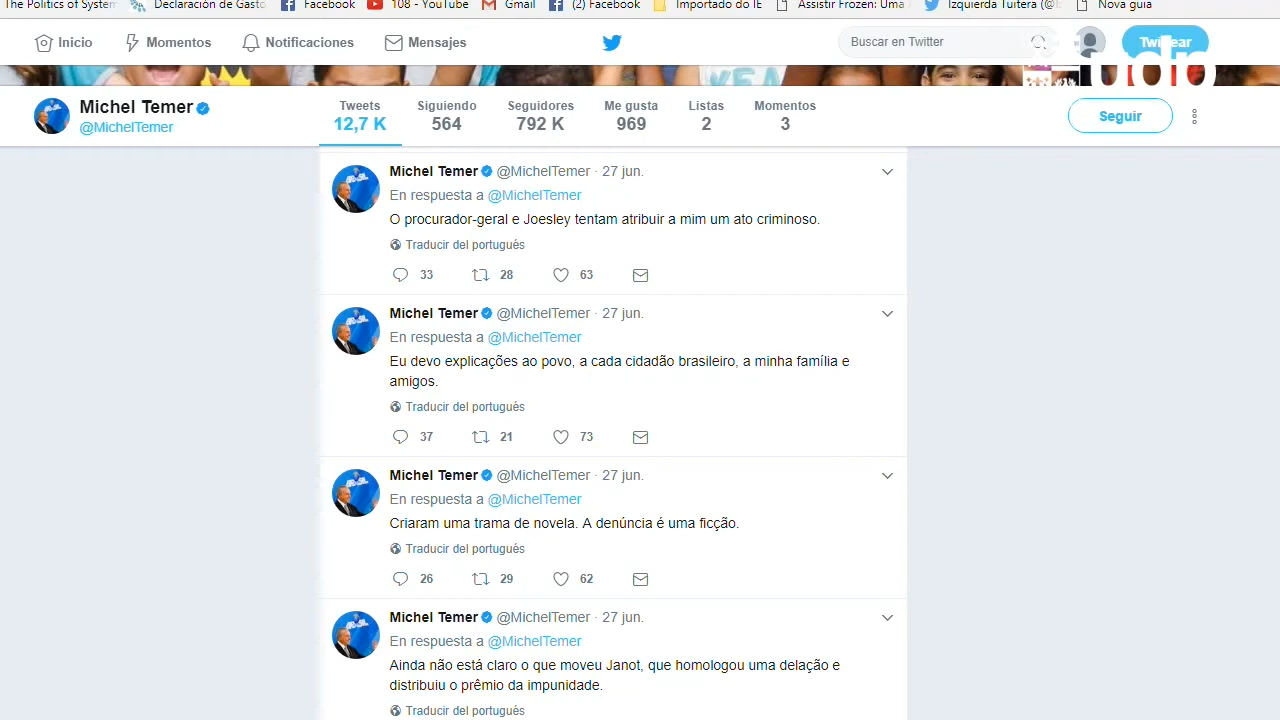 The Politics of System
Declaración de Gasto
Facebook
108 - YouTube
Gmail
(2) Facebook
Importado do IE
Assistir Frozen: Uma
Izquierda Tuitera (@I
Nova guia
Inicio
Momentos
Notificaciones
Mensajes
Buscar en Twitter
Twittear
udp
Michel Temer
@MichelTemer
Tweets
12,7 K
Siguiendo
564
Seguidores
792 K
Me gusta
969
Listas
2
Momentos
3
Seguir
Michel Temer @MichelTemer · 27 jun.
En respuesta a @MichelTemer
O procurador-geral e Joesley tentam atribuir a mim um ato criminoso.
Traducir del portugués
33 28 63
Michel Temer @MichelTemer · 27 jun.
En respuesta a @MichelTemer
Eu devo explicações ao povo, a cada cidadão brasileiro, a minha família e
amigos.
Traducir del portugués
37 21 73
Michel Temer @MichelTemer · 27 jun.
En respuesta a @MichelTemer
Criaram uma trama de novela. A denúncia é uma ficção.
Traducir del portugués
26 29 62
Michel Temer @MichelTemer · 27 jun.
En respuesta a @MichelTemer
Ainda não está claro o que moveu Janot, que homologou uma delação e
distribuiu o prêmio da impunidade.
Traducir del portugués